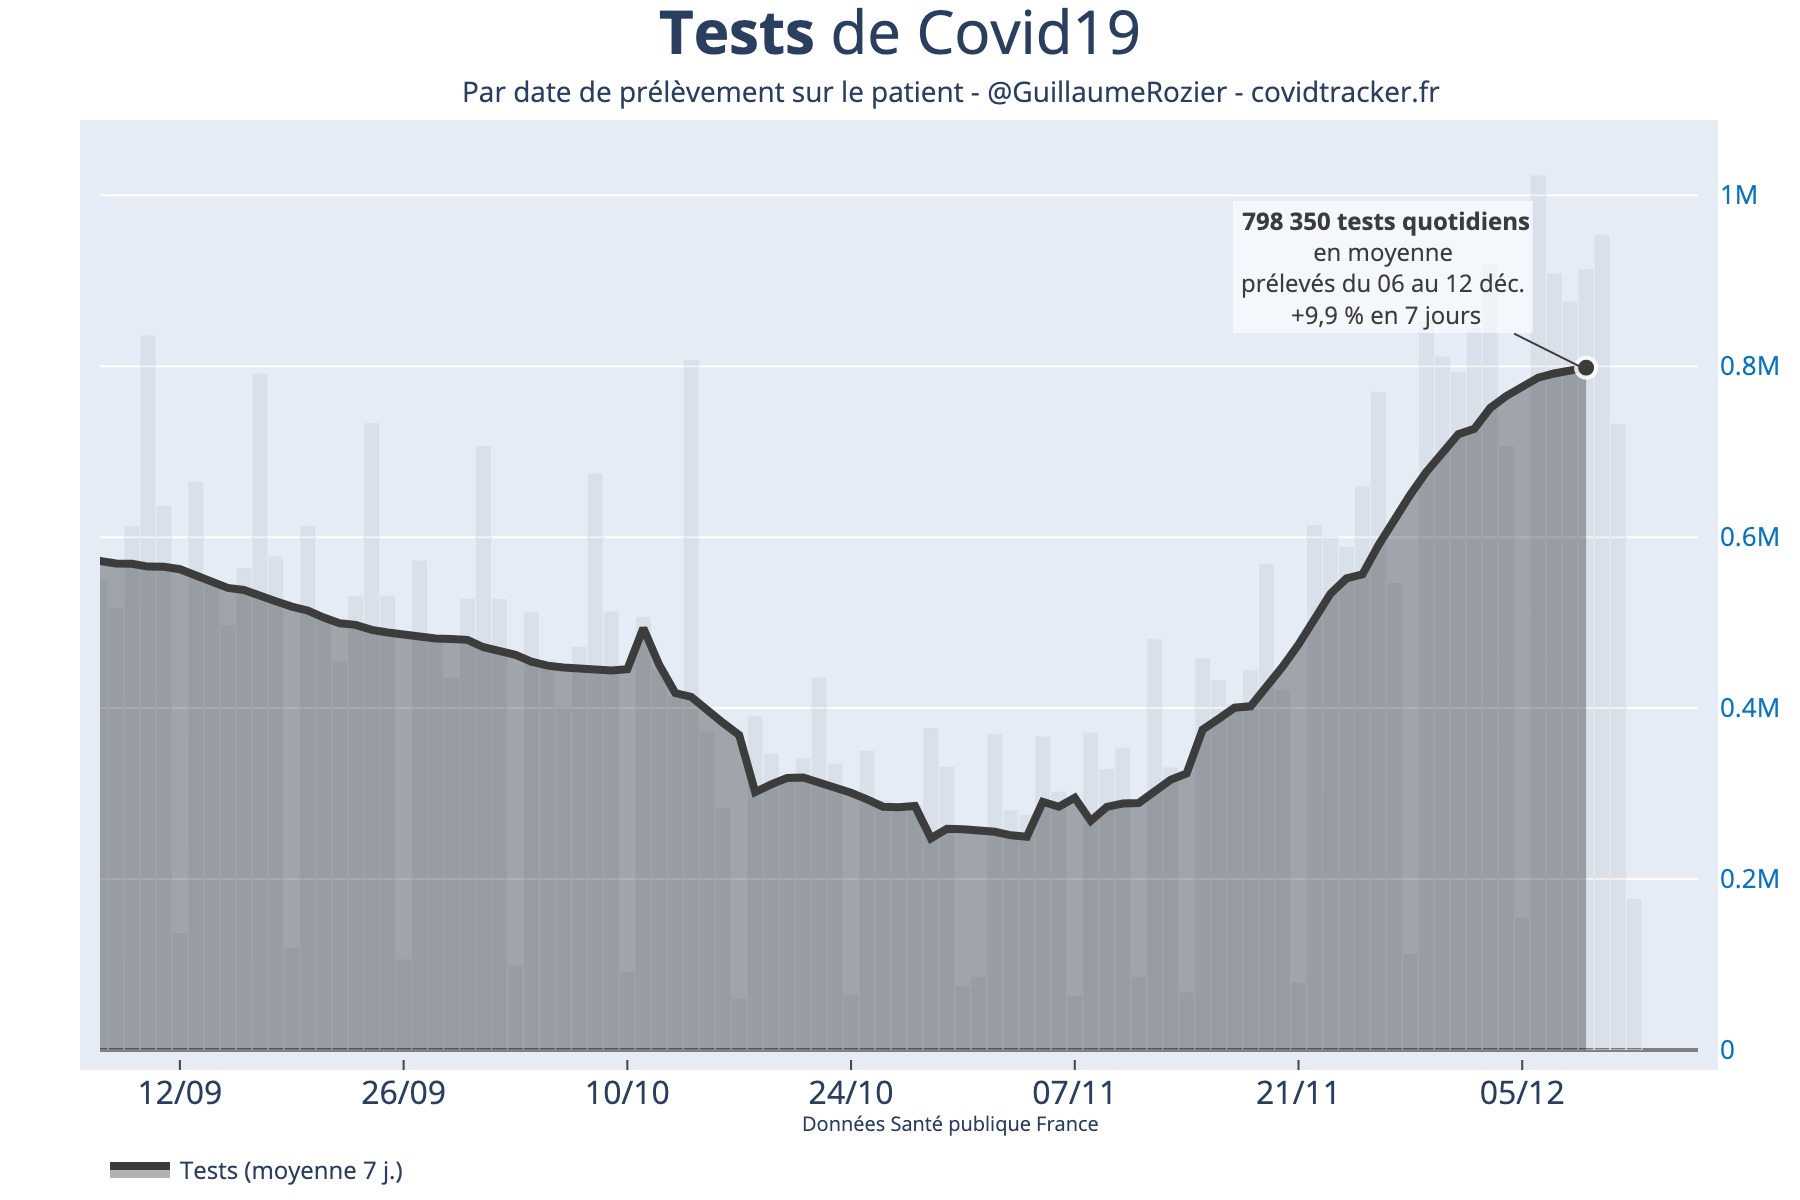 Tests de Covid19
Par date de prélèvement sur le patient - @GuillaumeRozier - covidtracker.fr
1M
798 350 tests quotidiens
en moyenne
prélevés du 06 au 12 déc.
+9,9 % en 7 jours
0.8M
0.6M
0.4M
0.2M
0
12/09 26/09 10/10 24/10 07/11 21/11 05/12
Données Santé publique France
Tests (moyenne 7 j.)